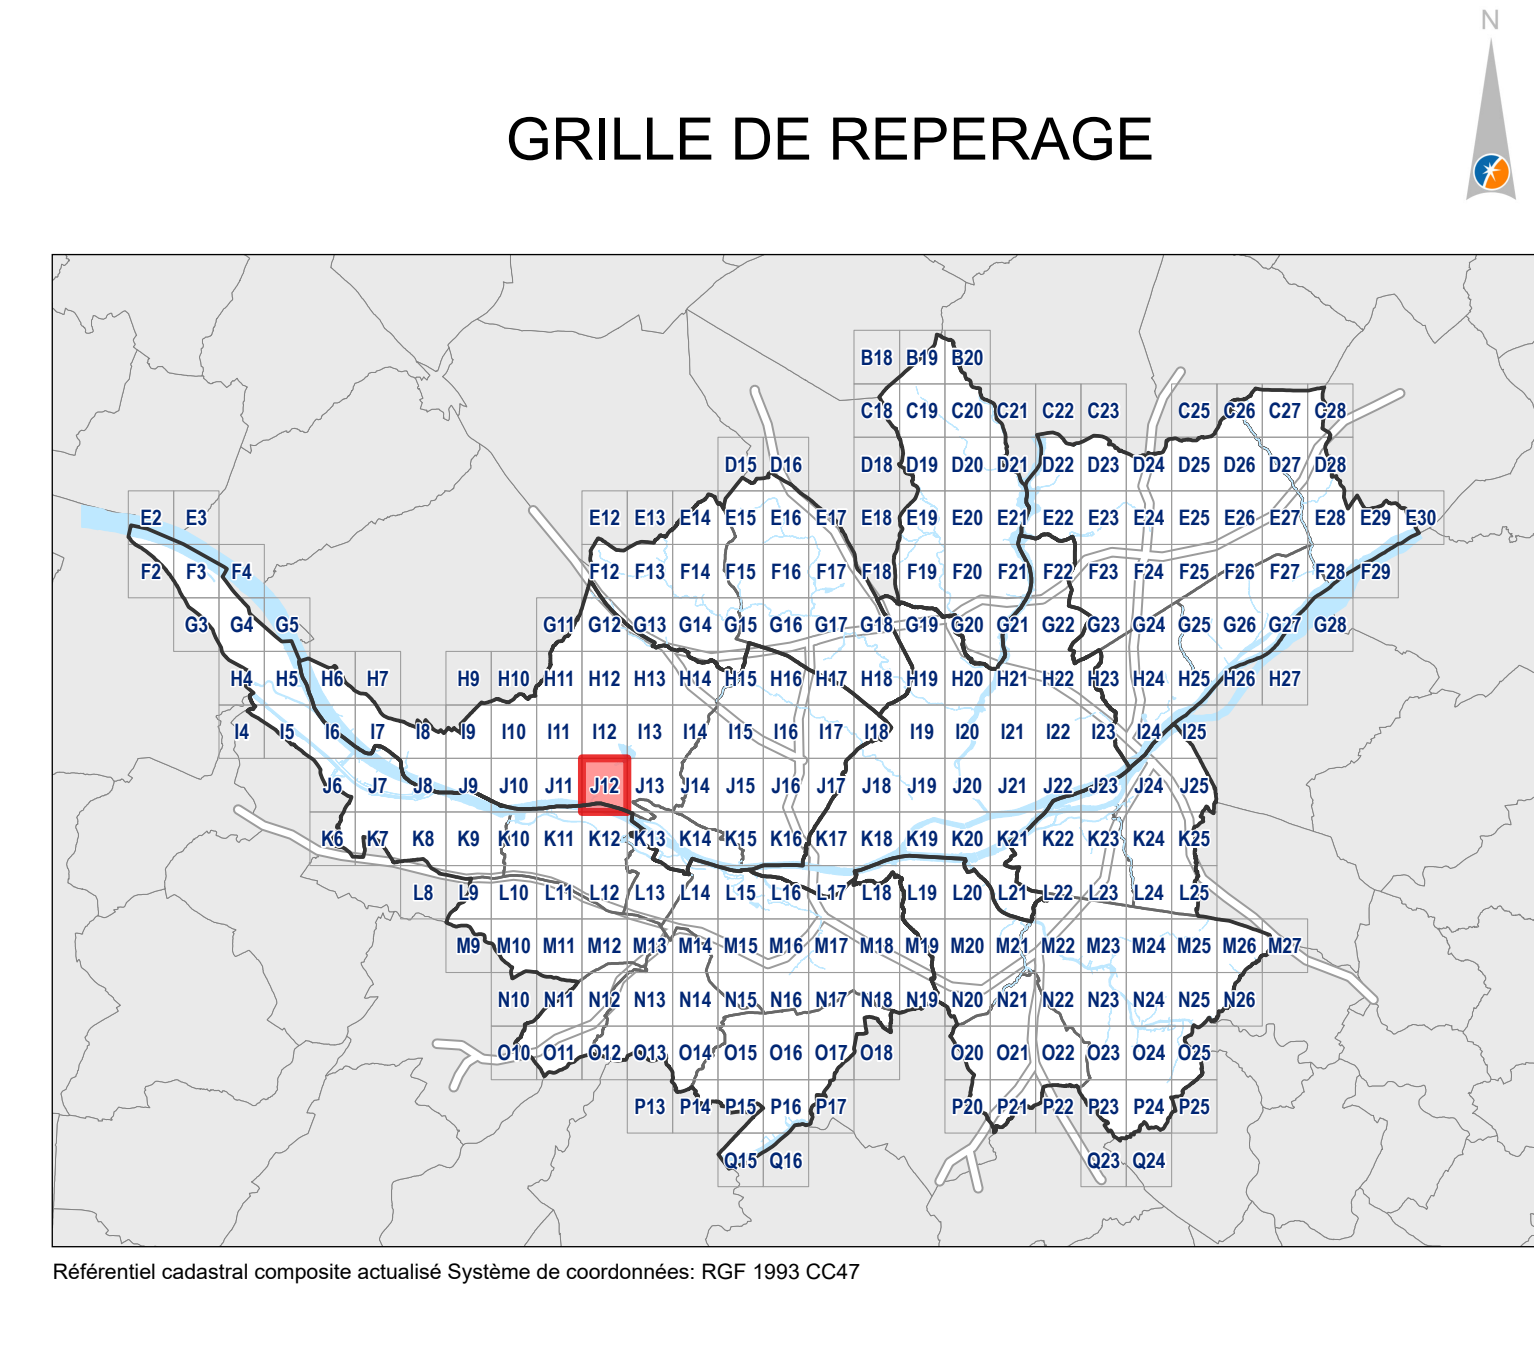 N
GRILLE DE REPERAGE
B18 B19 B20
C18 C19 C20 C21 C22 C23 C25 C26 C27 C28
D15 D16 D18 D19 D20 D21 D22 D23 D24 D25 D26 D27 D28
E2 E3 E12 E13 E14 E15 E16 E17 E18 E19 E20 E21 E22 E23 E24 E25 E26 E27 E28 E29 E30
F2 F3 F4 F12 F13 F14 F15 F16 F17 F18 F19 F20 F21 F22 F23 F24 F25 F26 F27 F28 F29
G3 G4 G5 G11 G12 G13 G14 G15 G16 G17 G18 G19 G20 G21 G22 G23 G24 G25 G26 G27 G28
H4 H5 H6 H7 H9 H10 H11 H12 H13 H14 H15 H16 H17 H18 H19 H20 H21 H22 H23 H24 H25 H26 H27
I4 I5 I6 I7 I8 I9 I10 I11 I12 I13 I14 I15 I16 I17 I18 I19 I20 I21 I22 I23 I24 I25
J6 J7 J8 J9 J10 J11 J12 J13 J14 J15 J16 J17 J18 J19 J20 J21 J22 J23 J24 J25
K6 K7 K8 K9 K10 K11 K12 K13 K14 K15 K16 K17 K18 K19 K20 K21 K22 K23 K24 K25
L8 L9 L10 L11 L12 L13 L14 L15 L16 L17 L18 L19 L20 L21 L22 L23 L24 L25
M9 M10 M11 M12 M13 M14 M15 M16 M17 M18 M19 M20 M21 M22 M23 M24 M25 M26 M27
N10 N11 N12 N13 N14 N15 N16 N17 N18 N19 N20 N21 N22 N23 N24 N25 N26
O10 O11 O12 O13 O14 O15 O16 O17 O18 O20 O21 O22 O23 O24 O25
P13 P14 P15 P16 P17 P20 P21 P22 P23 P24 P25
Q15 Q16 Q23 Q24
Référentiel cadastral composite actualisé Système de coordonnées: RGF 1993 CC47